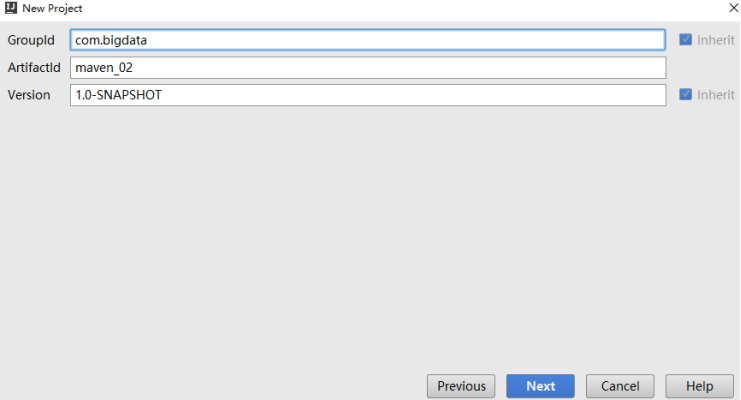 New Project
GroupId com.bigdata Inherit
ArtifactId maven_02
Version 1.0-SNAPSHOT Inherit
Previous Next Cancel Help